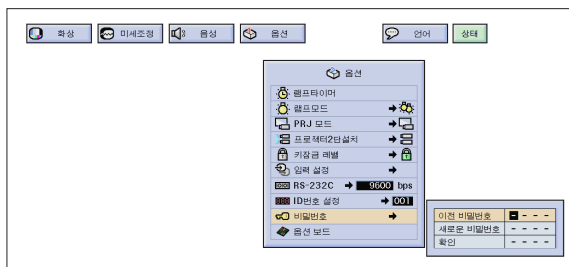 화상 미세조정 음성 옵션 언어 상태
옵션
램프타이머
램프모드
PRJ 모드
프로젝터2단설치
키잠금 레벨
입력 설정
RS-232C 9600 bps
ID번호 설정 001
비밀번호
옵션 보드
이전 비밀번호 - - - -
새로운 비밀번호 - - - -
확인 - - - -